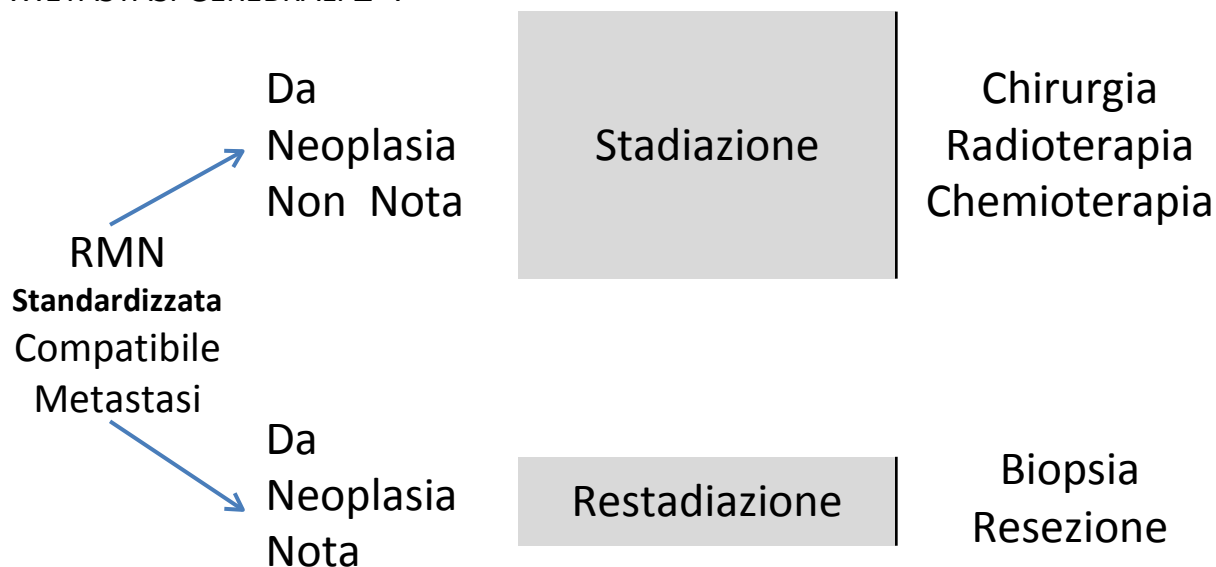 Da
Neoplasia
Non Nota
Stadiazione
Chirurgia
Radioterapia
Chemioterapia
RMN
Standardizzata
Compatibile
Metastasi
Da
Neoplasia
Nota
Restadiazione
Biopsia
Resezione